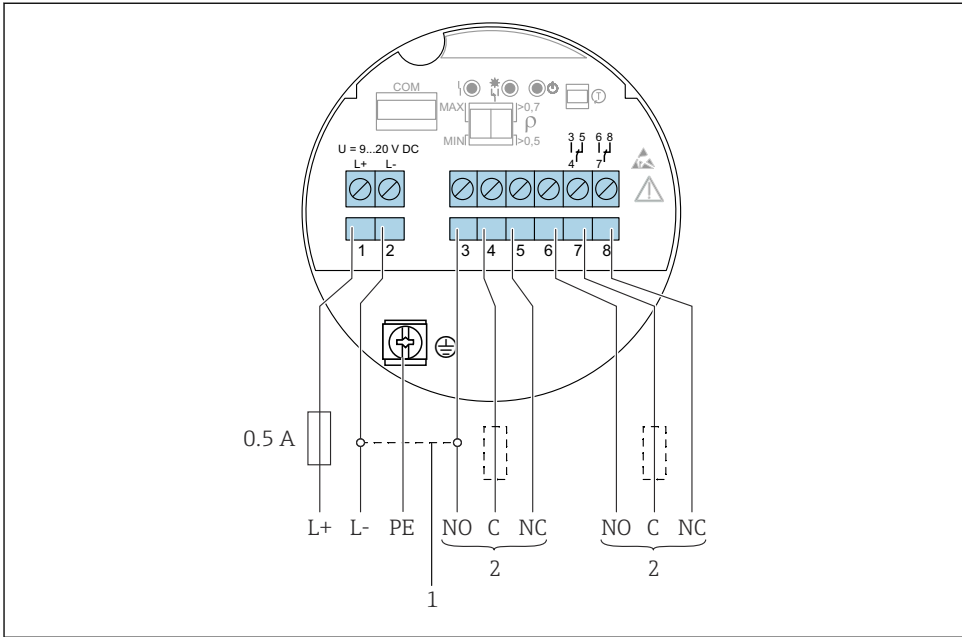 COM
MAX >0,7
ρ
MIN >0,5
T
U = 9...20 V DC
L+ L-
3 5 6 8
4 7
1 2 3 4 5 6 7 8
0.5 A
L+ L- PE NO C NC NO C NC
2 2
1